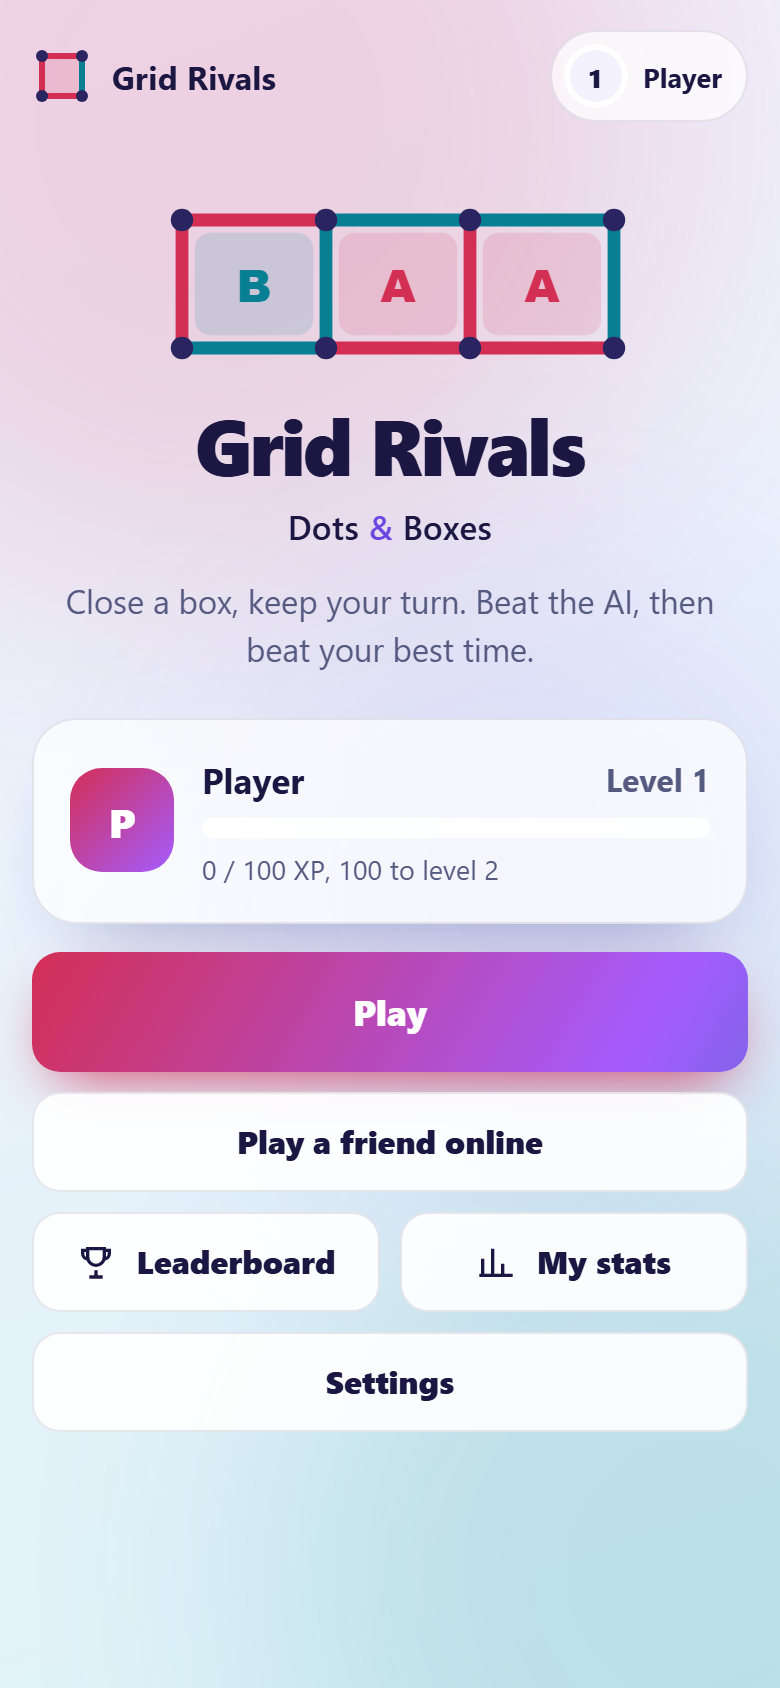 Grid Rivals
1 Player
B A A
Grid Rivals
Dots & Boxes
Close a box, keep your turn. Beat the AI, then
beat your best time.
P
Player
Level 1
0 / 100 XP, 100 to level 2
Play
Play a friend online
Leaderboard
My stats
Settings